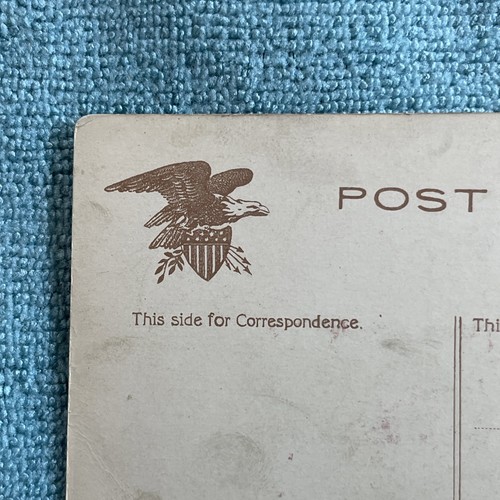 POST
This side for Correspondence.
Thi